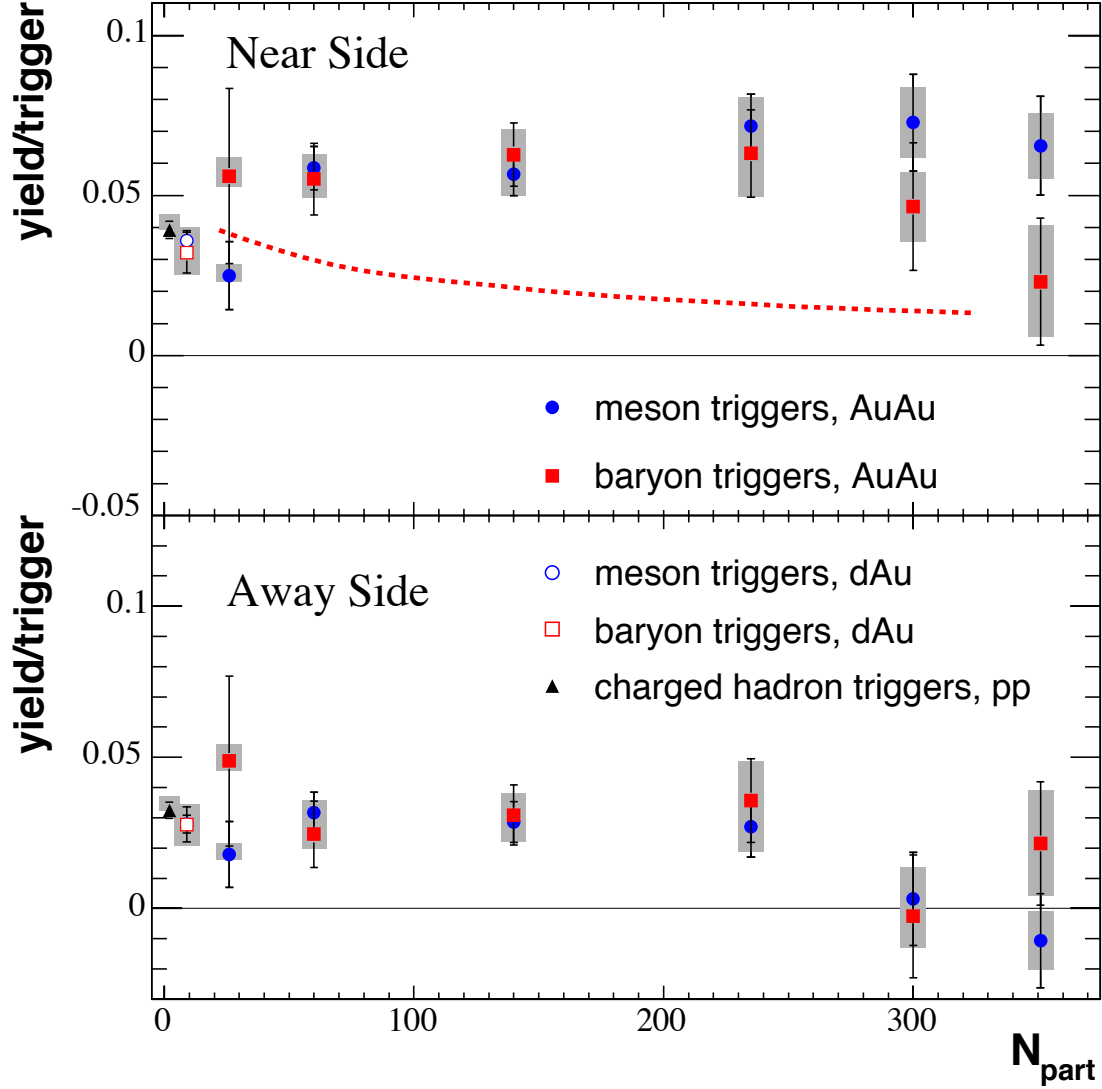 yield/trigger
0.1
Near Side
0.05
0
meson triggers, AuAu
baryon triggers, AuAu
-0.05
yield/trigger
meson triggers, dAu
0.1
Away Side
baryon triggers, dAu
charged hadron triggers, pp
0.05
0
0 100 200 300
N_part